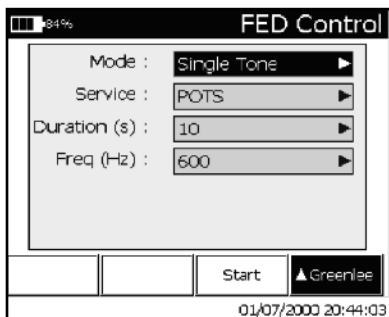 84% FED Control
Mode : Single Tone
Service : POTS
Duration (s) : 10
Freq (Hz) : 600
Start ▲Greenlee
01/07/2000 20:44:03